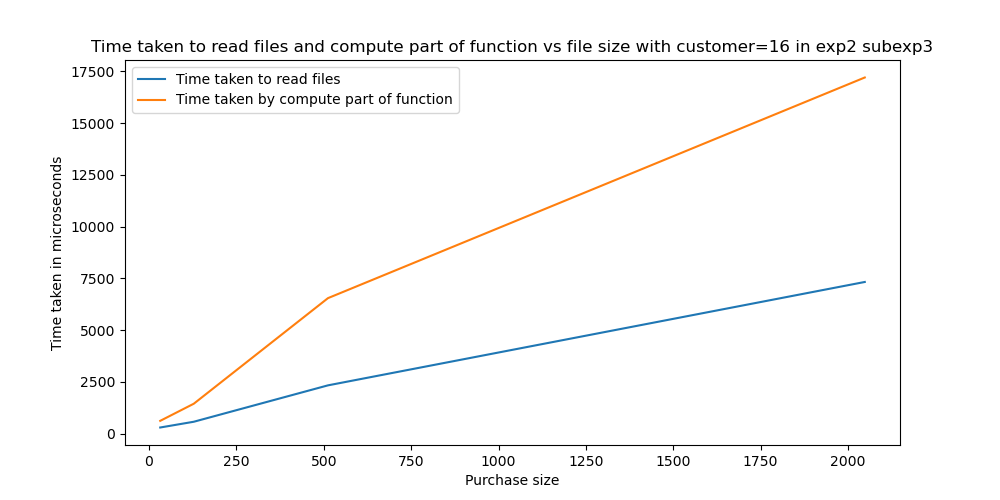 Time taken to read files and compute part of function vs file size with customer=16 in exp2 subexp3
Time taken to read files
Time taken by compute part of function
Time taken in microseconds
17500
15000
12500
10000
7500
5000
2500
0
0 250 500 750 1000 1250 1500 1750 2000
Purchase size